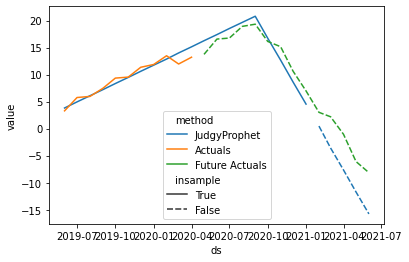 20
15
10
5
0
−5
−10
−15
value
method
JudgyProphet
Actuals
Future Actuals
insample
True
False
2019-07 2019-10 2020-01 2020-04 2020-07 2020-10 2021-01 2021-04 2021-07
ds